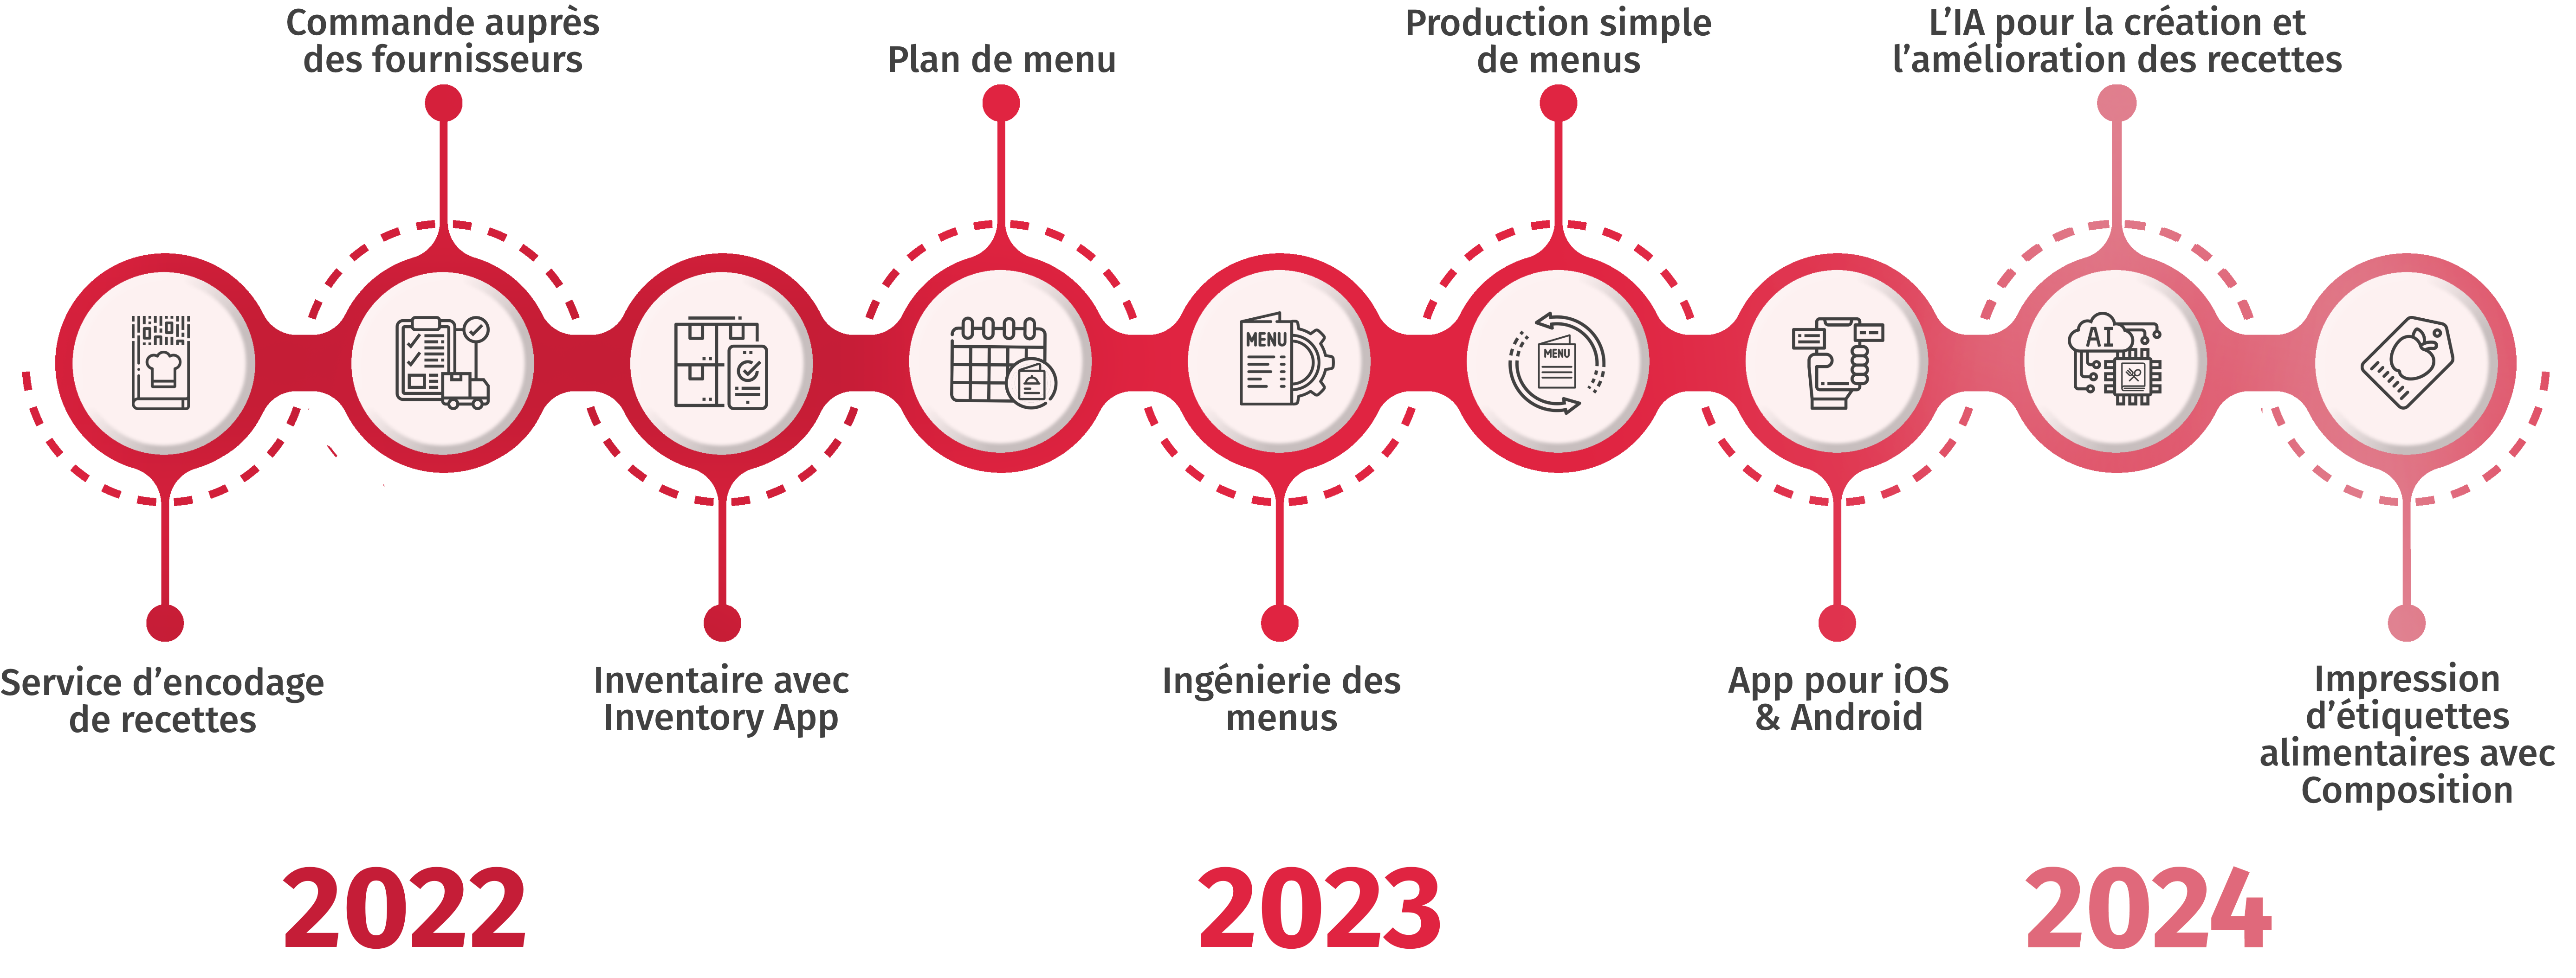 Commande auprès
des fournisseurs
Plan de menu
Production simple
de menus
L’IA pour la création et
l’amélioration des recettes
MENU
MENU
AI
Service d’encodage
de recettes
Inventaire avec
Inventory App
Ingénierie des
menus
App pour iOS
& Android
Impression
d’étiquettes
alimentaires avec
Composition
2022
2023
2024